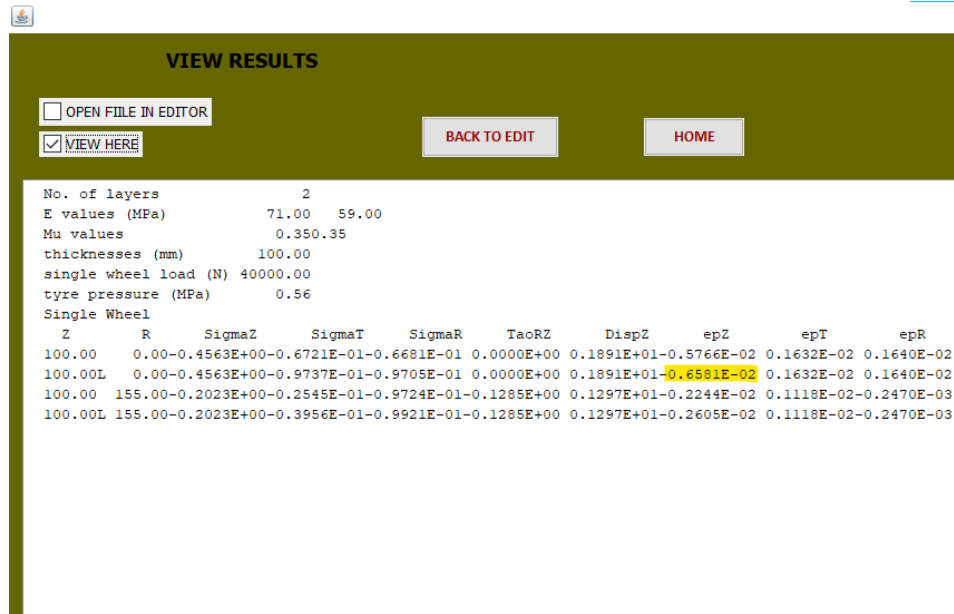 VIEW RESULTS
OPEN FIILE IN EDITOR
VIEW HERE
BACK TO EDIT
HOME
No. of layers 2
E values (MPa) 71.00 59.00
Mu values 0.350.35
thicknesses (mm) 100.00
single wheel load (N) 40000.00
tyre pressure (MPa) 0.56
Single Wheel
Z R SigmaZ SigmaT SigmaR TaoRZ DispZ epZ epT epR
100.00 0.00-0.4563E+00-0.6721E-01-0.6681E-01 0.0000E+00 0.1891E+01-0.5766E-02 0.1632E-02 0.1640E-02
100.00L 0.00-0.4563E+00-0.9737E-01-0.9705E-01 0.0000E+00 0.1891E+01-0.6581E-02 0.1632E-02 0.1640E-02
100.00 155.00-0.2023E+00-0.2545E-01-0.9724E-01-0.1285E+00 0.1297E+01-0.2244E-02 0.1118E-02-0.2470E-03
100.00L 155.00-0.2023E+00-0.3956E-01-0.9921E-01-0.1285E+00 0.1297E+01-0.2605E-02 0.1118E-02-0.2470E-03